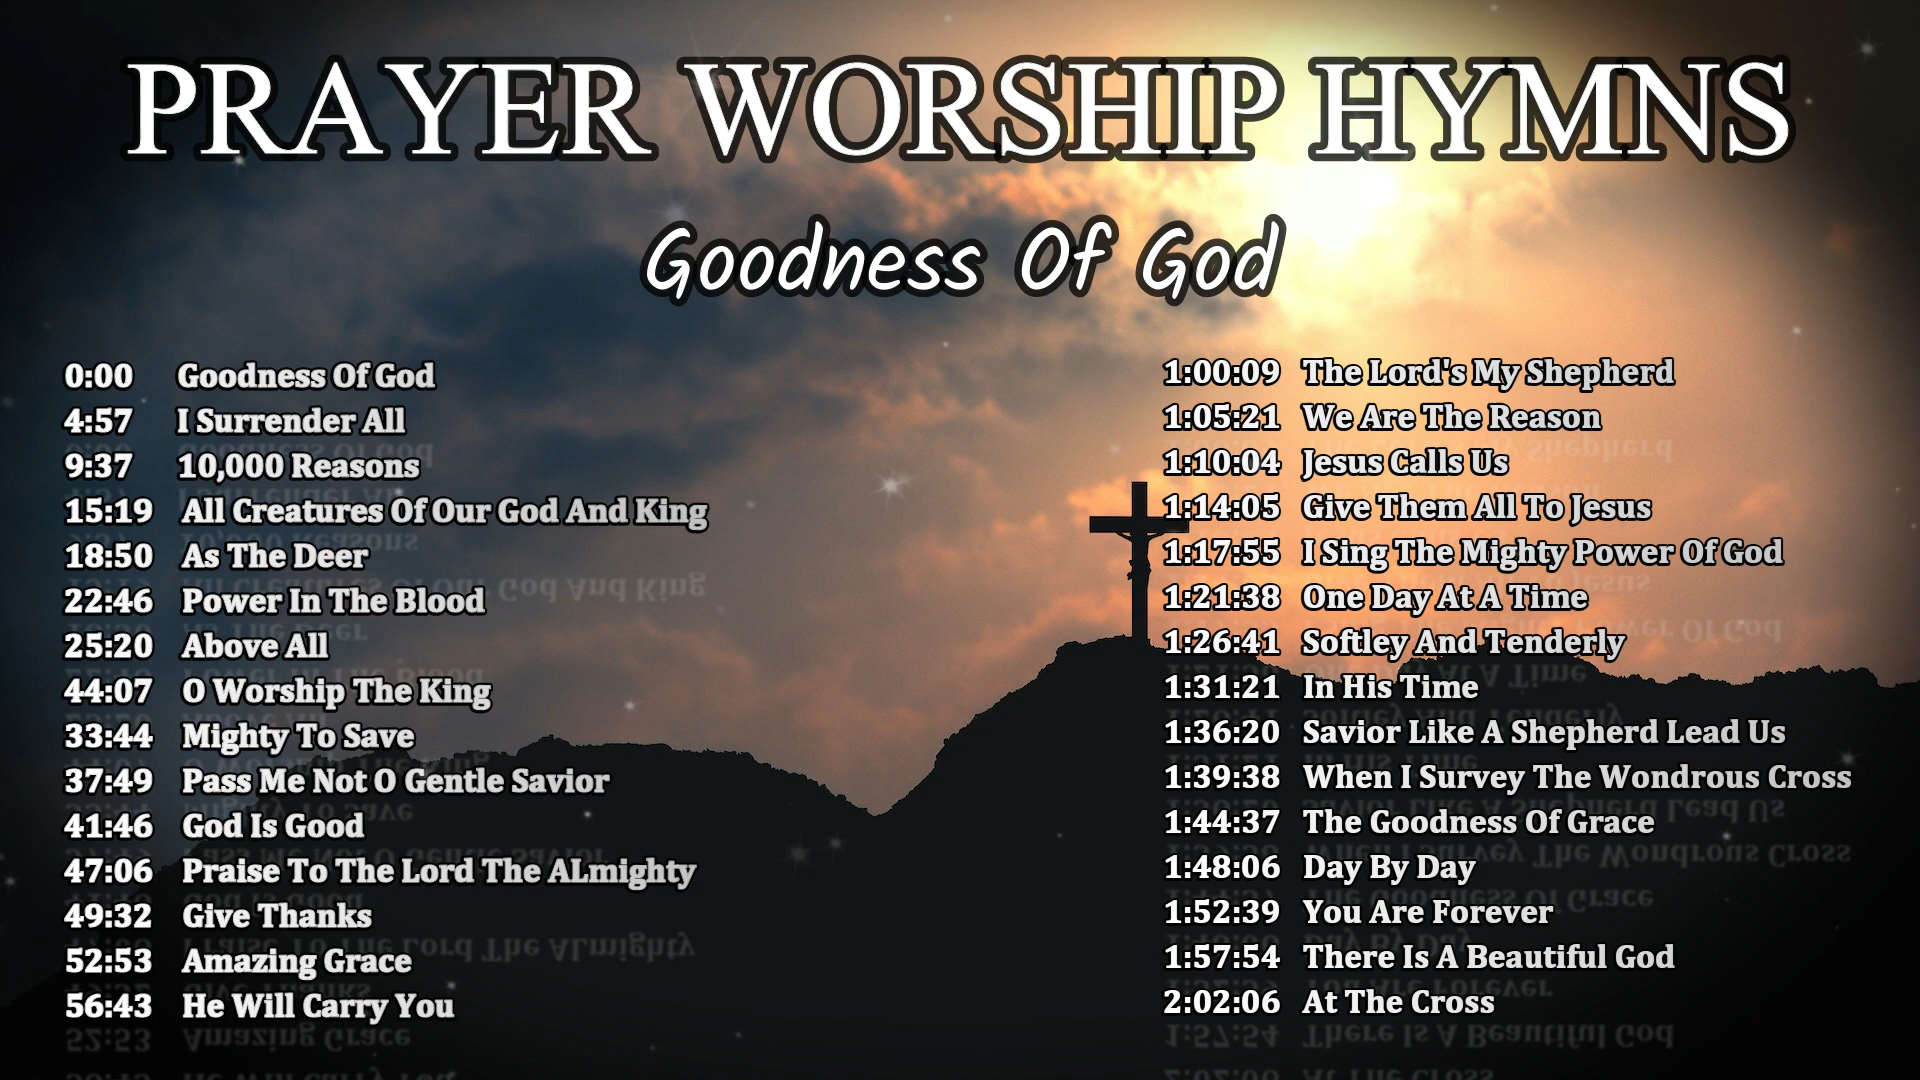 PRAYER WORSHIP HYMNS
Goodness Of God
0:00 Goodness Of God
4:57 I Surrender All
9:37 10,000 Reasons
15:19 All Creatures Of Our God And King
18:50 As The Deer
22:46 Power In The Blood
25:20 Above All
44:07 O Worship The King
33:44 Mighty To Save
37:49 Pass Me Not O Gentle Savior
41:46 God Is Good
47:06 Praise To The Lord The ALmighty
49:32 Give Thanks
52:53 Amazing Grace
56:43 He Will Carry You
1:00:09 The Lord's My Shepherd
1:05:21 We Are The Reason
1:10:04 Jesus Calls Us
1:14:05 Give Them All To Jesus
1:17:55 I Sing The Mighty Power Of God
1:21:38 One Day At A Time
1:26:41 Softley And Tenderly
1:31:21 In His Time
1:36:20 Savior Like A Shepherd Lead Us
1:39:38 When I Survey The Wondrous Cross
1:44:37 The Goodness Of Grace
1:48:06 Day By Day
1:52:39 You Are Forever
1:57:54 There Is A Beautiful God
2:02:06 At The Cross